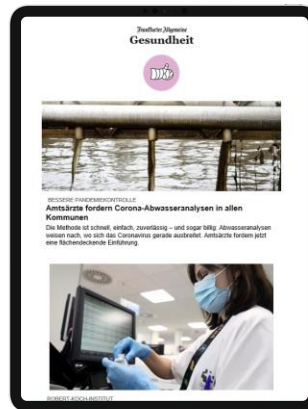 Frankfurter Allgemeine
Gesundheit
BESSERE PANDEMIEKONTROLLE
Amtsärzte fordern Corona-Abwasseranalysen in allen
Kommunen
Die Methode ist schnell, einfach, zuverlässig – und sogar billig: Abwasseranalysen
weisen nach, wo sich das Coronavirus gerade ausbreitet. Amtsärzte fordern jetzt
eine flächendeckende Einführung.
ROBERT-KOCH-INSTITUT